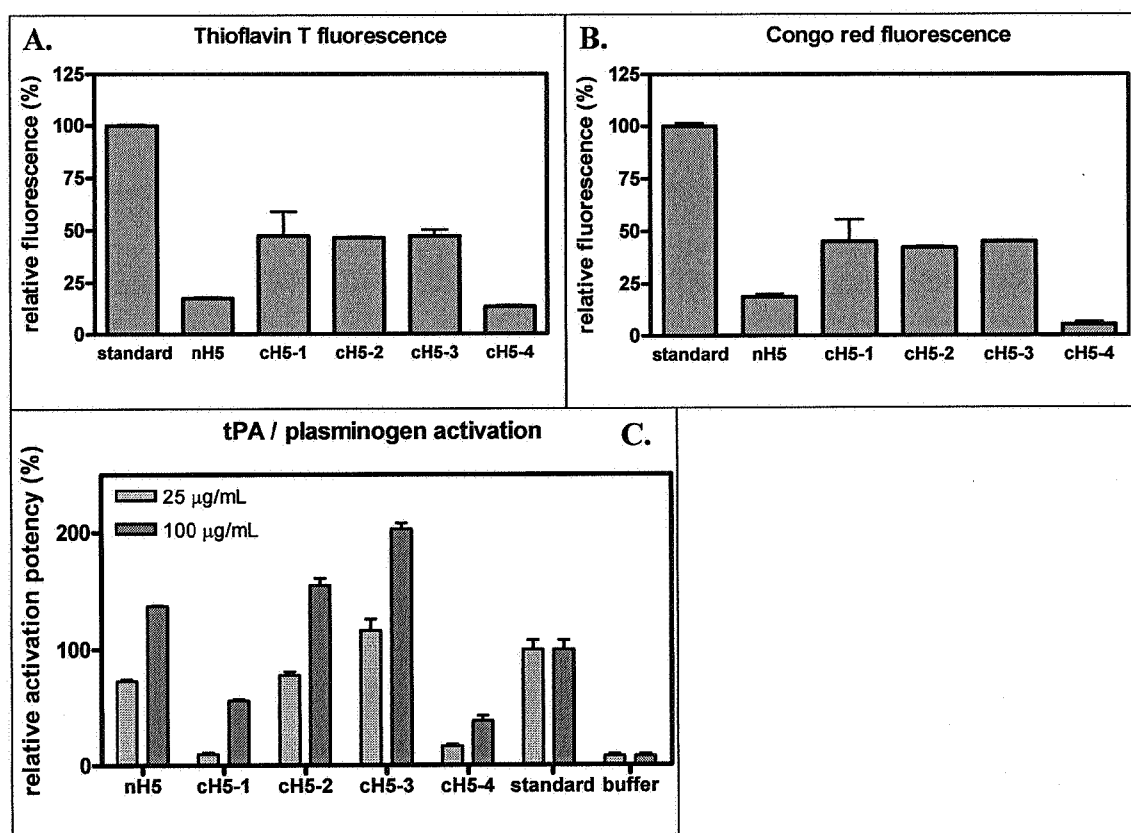 A.
Thioflavin T fluorescence
relative fluorescence (%)
125
100
75
50
25
0
standard nH5 cH5-1 cH5-2 cH5-3 cH5-4
B.
Congo red fluorescence
relative fluorescence (%)
125
100
75
50
25
0
standard nH5 cH5-1 cH5-2 cH5-3 cH5-4
tPA / plasminogen activation
C.
relative activation potency (%)
25 μg/mL
100 μg/mL
200
100
0
nH5 cH5-1 cH5-2 cH5-3 cH5-4 standard buffer